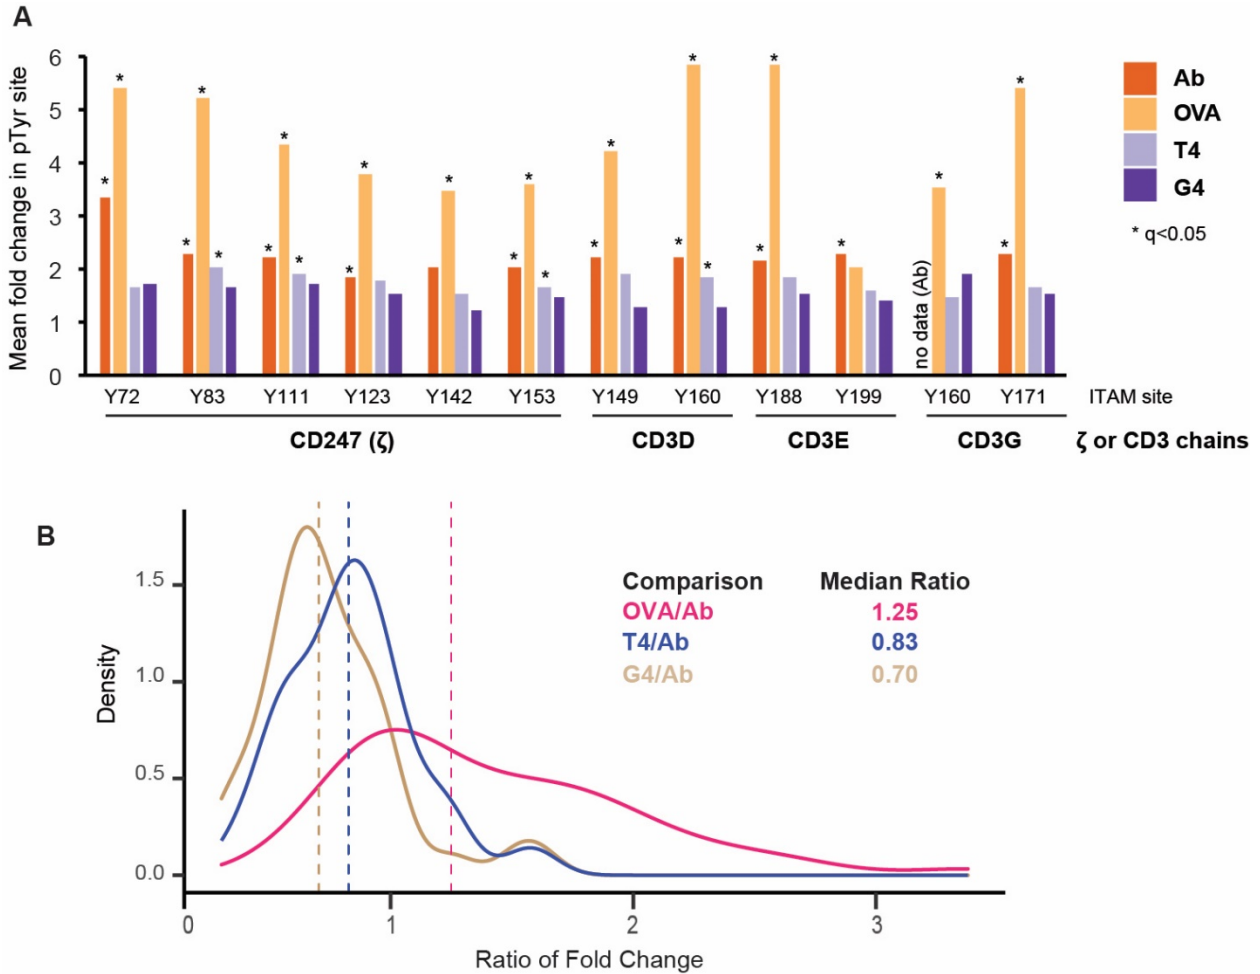 A
Mean fold change in pTyr site
6
5
4
3
2
1
0
* * * * * * * * * * * * * * * * * * * * * * * * * *
no data (Ab)
Ab
OVA
T4
G4
* q<0.05
Y72 Y83 Y111 Y123 Y142 Y153 Y149 Y160 Y188 Y199 Y160 Y171 ITAM site
CD247 (ζ) CD3D CD3E CD3G ζ or CD3 chains
B
Density
1.5
1.0
0.5
0.0
Comparison Median Ratio
OVA/Ab 1.25
T4/Ab 0.83
G4/Ab 0.70
0 1 2 3
Ratio of Fold Change